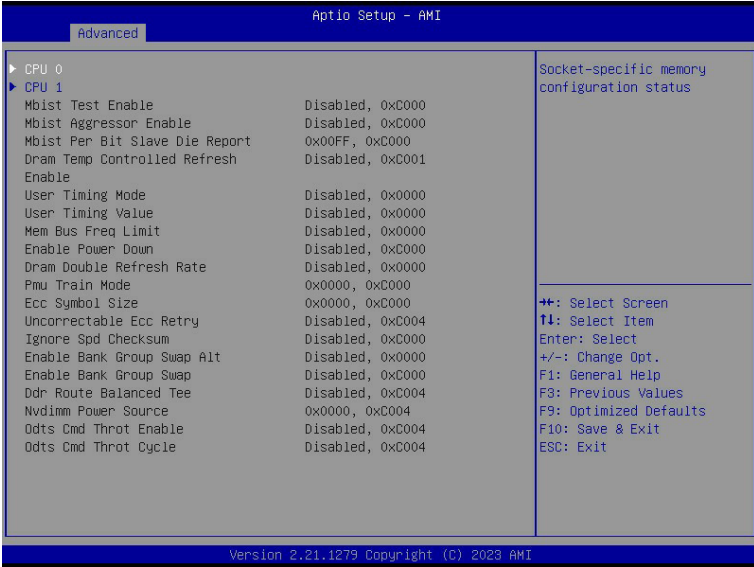 Aptio Setup - AMI
Advanced
CPU 0
CPU 1
Mbist Test Enable Disabled, 0xC000
Mbist Aggressor Enable Disabled, 0xC000
Mbist Per Bit Slave Die Report 0x00FF, 0xC000
Dram Temp Controlled Refresh Disabled, 0xC001
Enable
User Timing Mode Disabled, 0x0000
User Timing Value Disabled, 0x0000
Mem Bus Freq Limit Disabled, 0x0000
Enable Power Down Disabled, 0xC000
Dram Double Refresh Rate Disabled, 0x0000
Pmu Train Mode 0x0000, 0xC000
Ecc Symbol Size 0x0000, 0xC000
Uncorrectable Ecc Retry Disabled, 0xC004
Ignore Spd Checksum Disabled, 0xC000
Enable Bank Group Swap Alt Disabled, 0x0000
Enable Bank Group Swap Disabled, 0xC000
Ddr Route Balanced Tee Disabled, 0xC004
Nvdimm Power Source 0x0000, 0xC004
Odts Cmd Throt Enable Disabled, 0xC004
Odts Cmd Throt Cycle Disabled, 0xC004
Socket-specific memory
configuration status
→←: Select Screen
↑↓: Select Item
Enter: Select
+/-: Change Opt.
F1: General Help
F3: Previous Values
F9: Optimized Defaults
F10: Save & Exit
ESC: Exit
Version 2.21.1279 Copyright (C) 2023 AMI